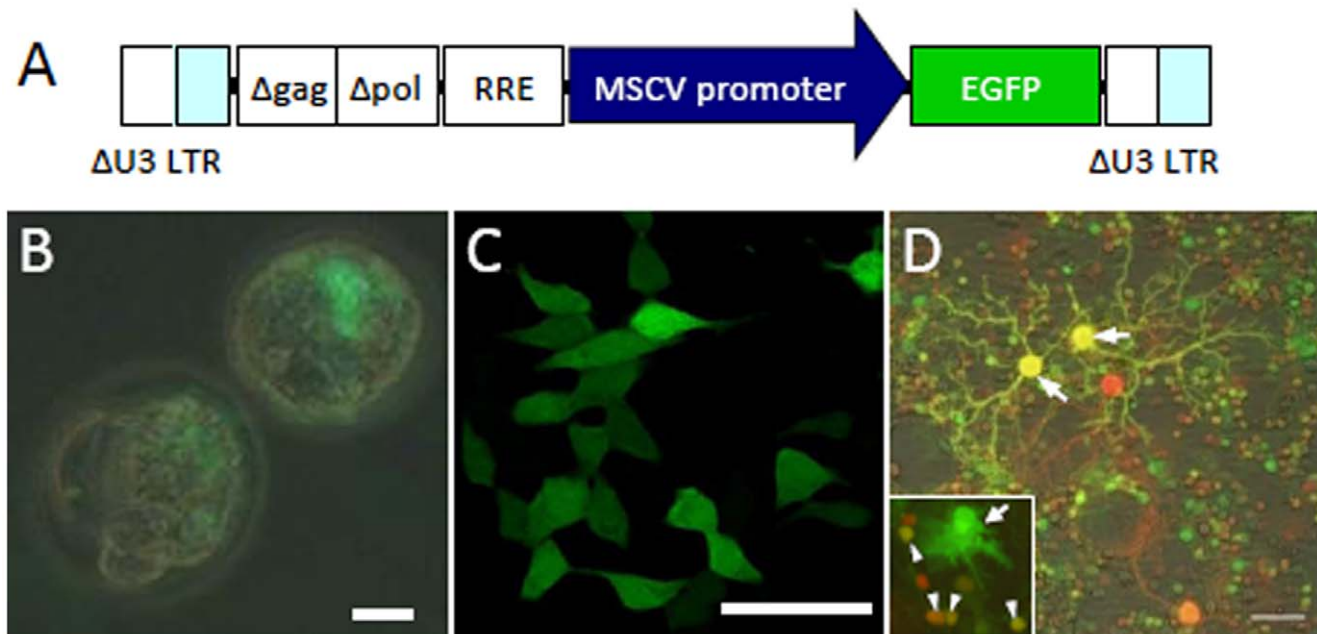 A
Δgag Δpol RRE MSCV promoter EGFP
ΔU3 LTR ΔU3 LTR
B C D